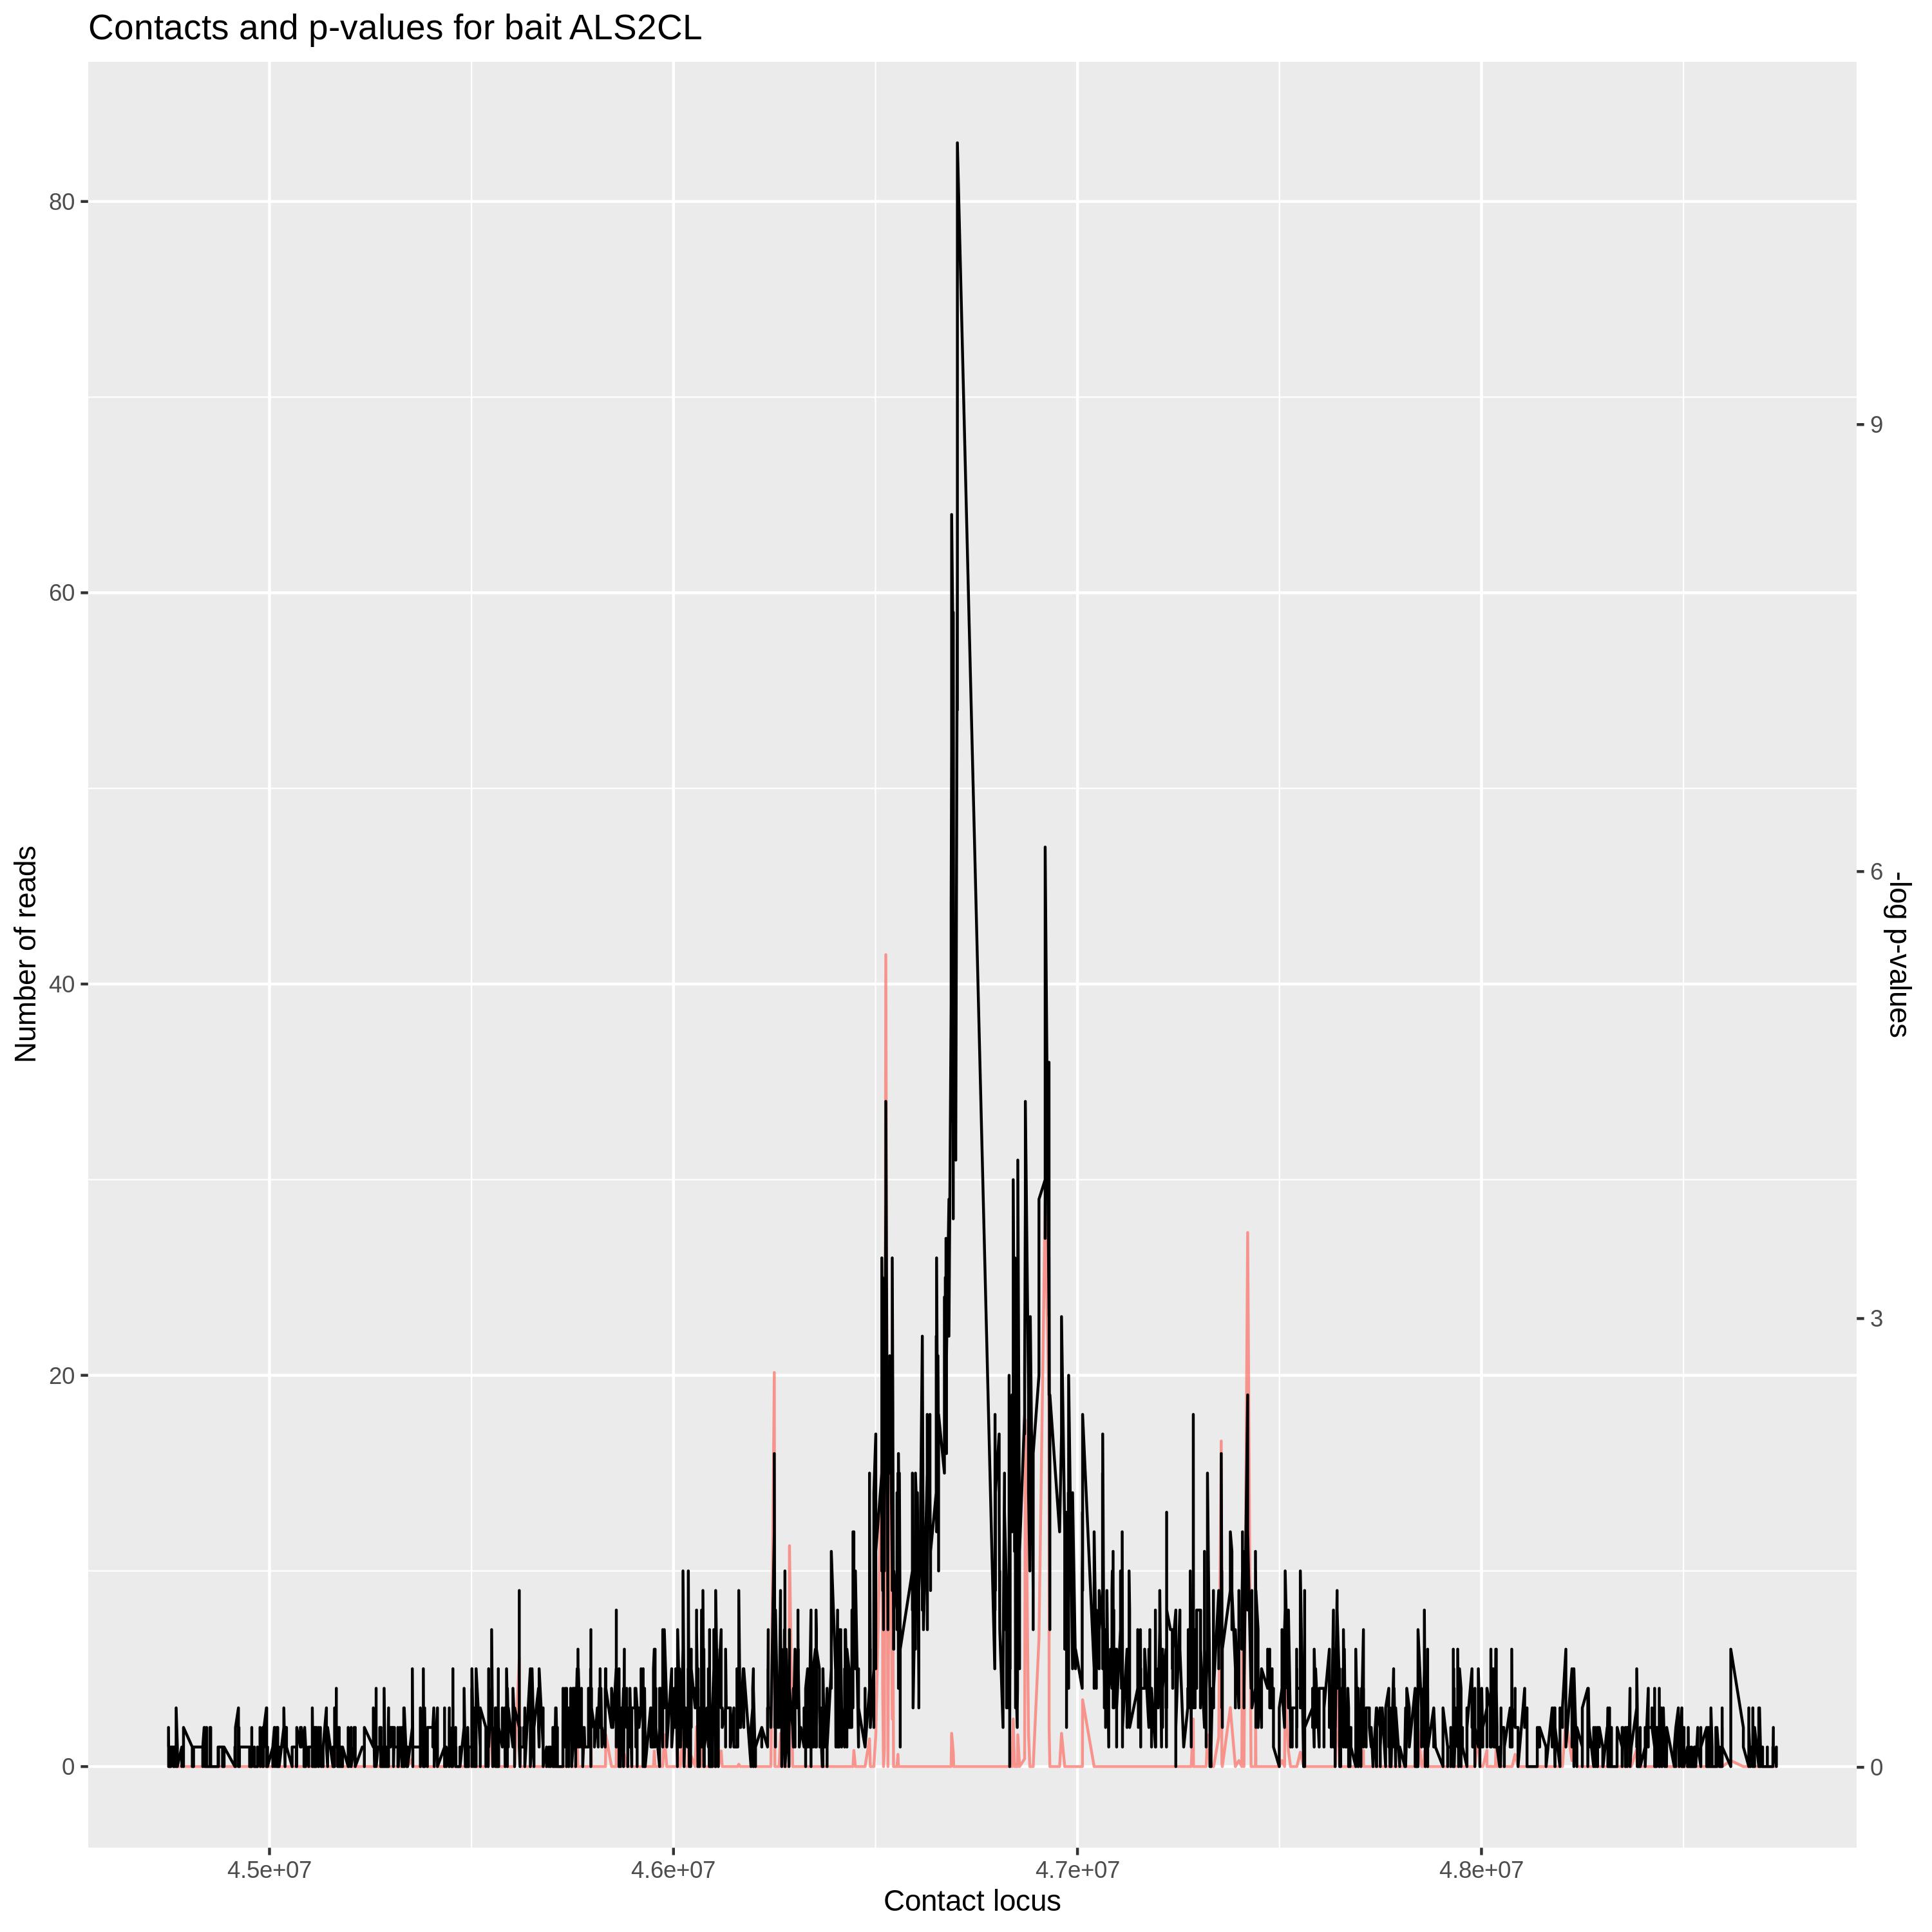 Contacts and p-values for bait ALS2CL
Number of reads
80
60
40
20
0
9
6
3
0
-log p-values
4.5e+07 4.6e+07 4.7e+07 4.8e+07
Contact locus